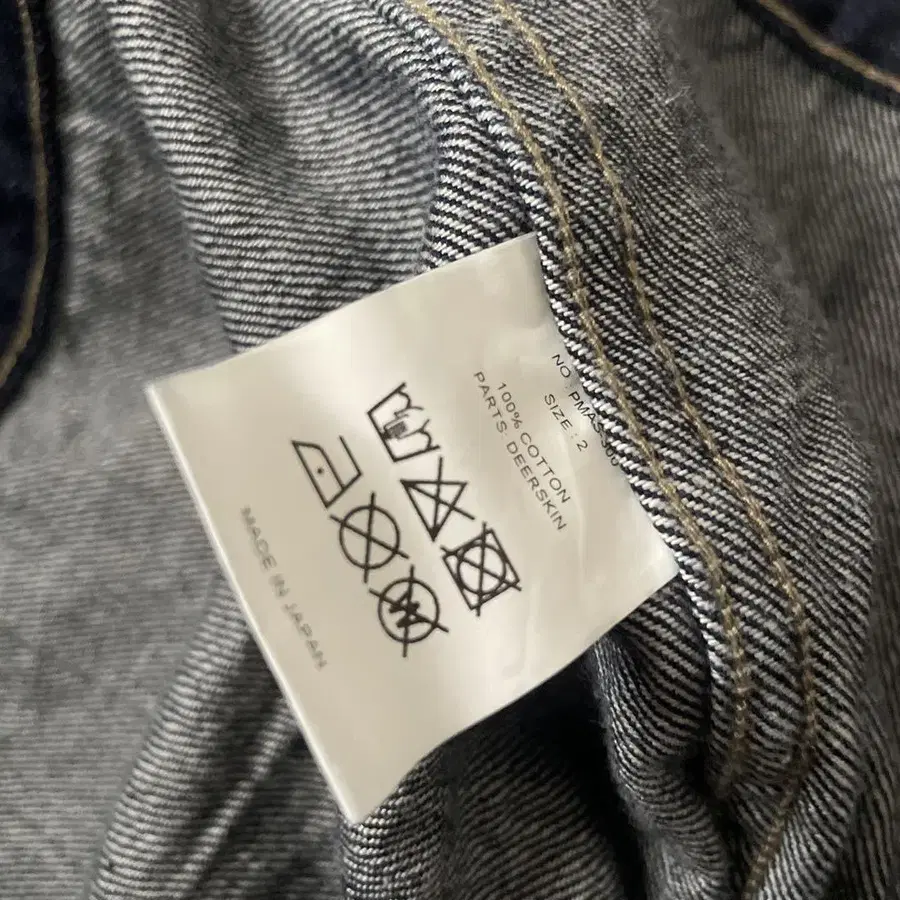 NO : PMAS-
SIZE : 2
100% COTTON
PARTS: DEERSKIN
MADE IN JAPAN